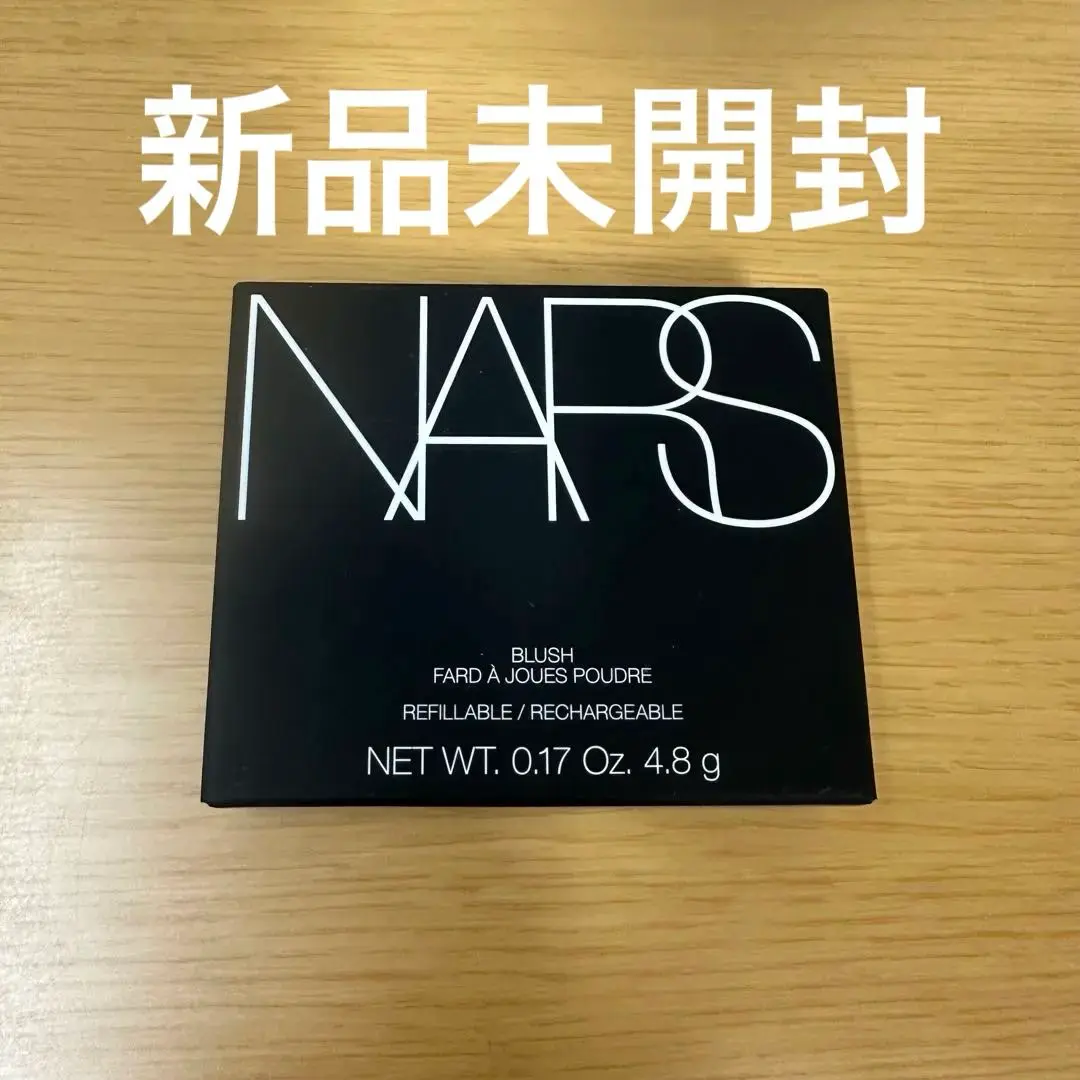 新品未開封
NARS
BLUSH
FARD À JOUES POUDRE
REFILLABLE / RECHARGEABLE
NET WT. 0.17 Oz. 4.8 g